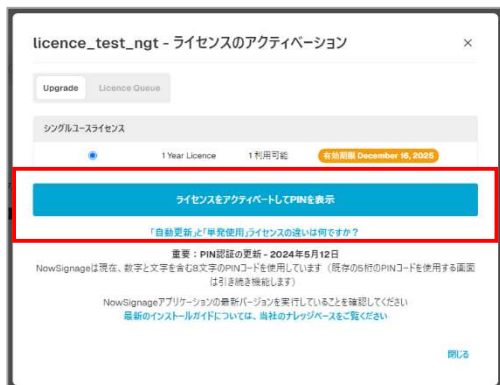 licence_test_ngt - ライセンスのアクティベーション ×
Upgrade Licence Queue
シングルユースライセンス
1 Year Licence 1 利用可能 有効期限 December 16, 2025
ライセンスをアクティベートしてPINを表示
「自動更新」と「単発使用」ライセンスの違いは何ですか？
重要：PIN認証の更新 - 2024年5月12日
NowSignageは現在、数字と文字を含む8文字のPINコードを使用しています（既存の5桁のPINコードを使用する画面
は引き続き機能します）
NowSignageアプリケーションの最新バージョンを実行していることを確認してください
最新のインストールガイドについては、当社のナレッジベースをご覧ください
閉じる